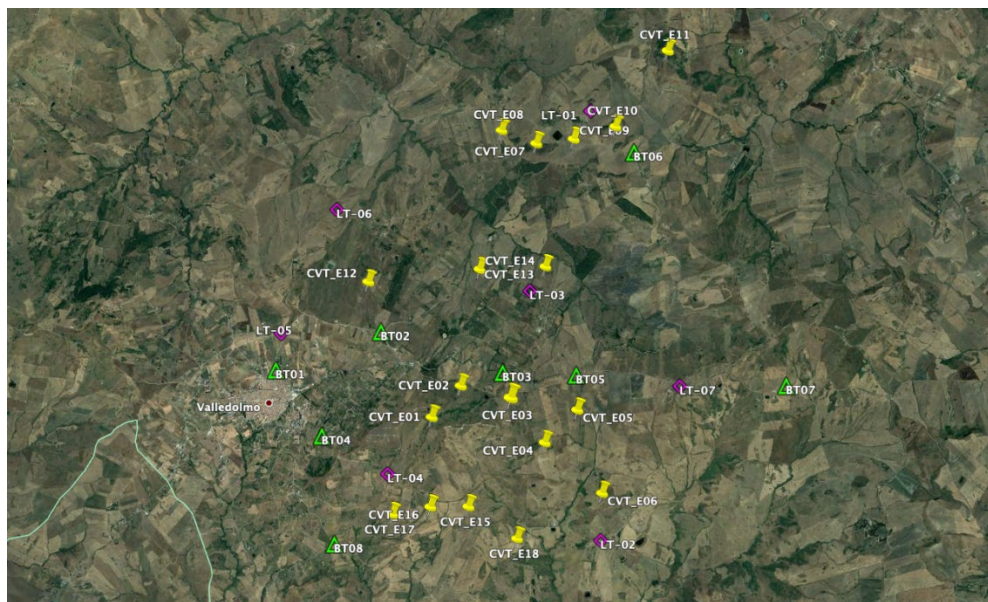 CVT_E11
CVT_E08
LT-01
CVT_E10
CVT_E09
CVT_E07
BT06
LT-06
CVT_E14
CVT_E12
CVT_E13
LT-03
LT-05
BT02
BT01
BT03
BT05
CVT_E02
LT-07
BT07
Valledolmo
CVT_E01
CVT_E03
CVT_E05
BT04
CVT_E04
LT-04
CVT_E06
CVT_E16
CVT_E15
CVT_E17
LT-02
BT08
CVT_E18